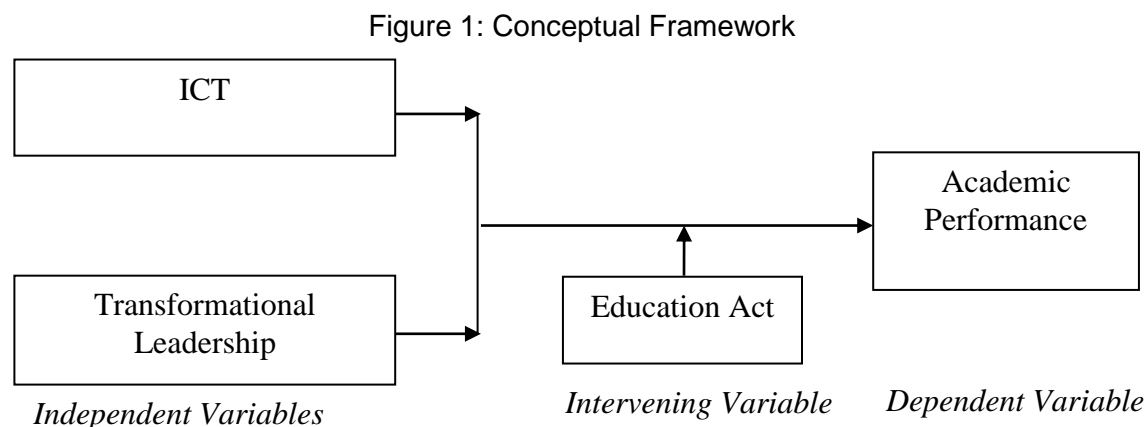 Figure 1: Conceptual Framework
ICT
Academic
Performance
Transformational
Leadership
Education Act
Independent Variables
Intervening Variable
Dependent Variable